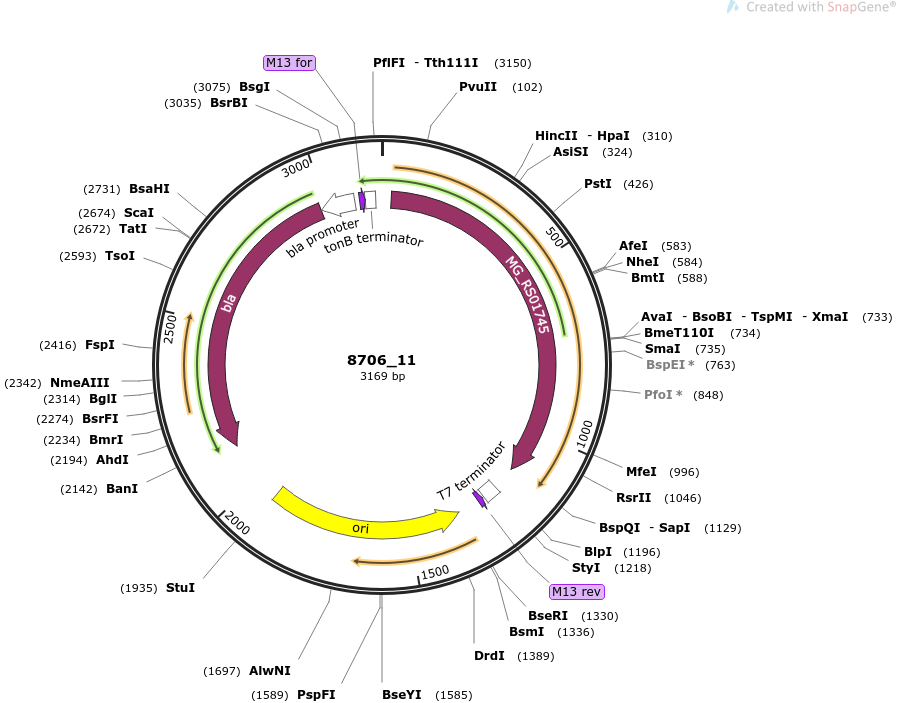 Created with SnapGene®
M13 for
PflFI - Tth111I (3150)
(3075) BsgI
PvuII (102)
(3035) BsrBI
HincII - HpaI (310)
AsiSI (324)
3000
PstI (426)
(2731) BsaHI
(2674) ScaI
(2672) TatI
bla promoter
tonB terminator
500
AfeI (583)
(2593) TsoI
NheI (584)
BmtI (588)
MG_RS01745
bla
2500
AvaI - BsoBI - TspMI - XmaI (733)
BmeT110I (734)
(2416) FspI
SmaI (735)
8706_11
BspEI * (763)
3169 bp
(2342) NmeAIII
PfoI * (848)
(2314) BglI
(2274) BsrFI
(2234) BmrI
1000
(2194) AhdI
T7 terminator
MfeI (996)
(2142) BanI
RsrII (1046)
2000
ori
BspQI - SapI (1129)
BlpI (1196)
StyI (1218)
1500
(1935) StuI
M13 rev
BseRI (1330)
BsmI (1336)
DrdI (1389)
(1697) AlwNI
(1589) PspFI
BseYI (1585)